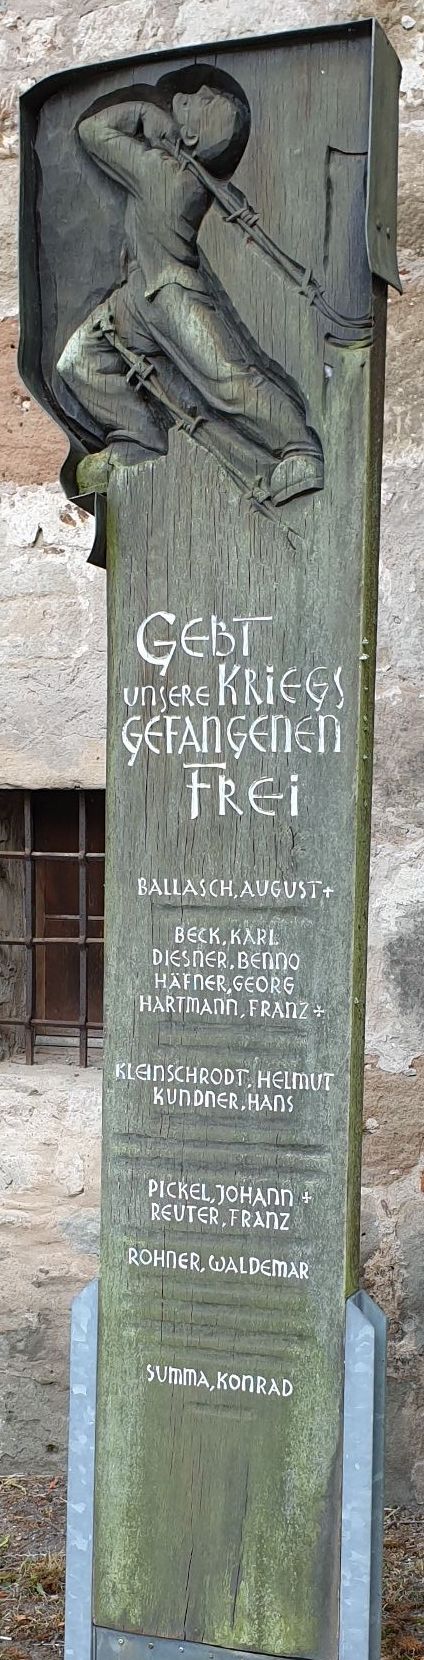 GEBT
UNSERE KRIEGS
GEFANGENEN
FREI
BALLASCH, AUGUST +
BECK, KARL
DIESNER, BENNO
HÄFNER, GEORG
HARTMANN, FRANZ +
KLEINSCHRODT, HELMUT
KUNDNER, HANS
PICKEL, JOHANN +
REUTER, FRANZ
ROHNER, WALDEMAR
SUMMA, KONRAD